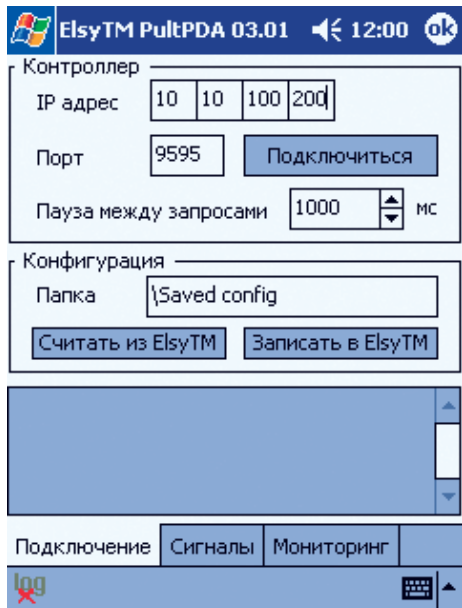 ElsyTM PultPDA 03.01 12:00 ok
Контроллер
IP адрес 10 10 100 200
Порт 9595 Подключиться
Пауза между запросами 1000 мс
Конфигурация
Папка \Saved config
Считать из ElsyTM Записать в ElsyTM
Подключение Сигналы Мониторинг
log